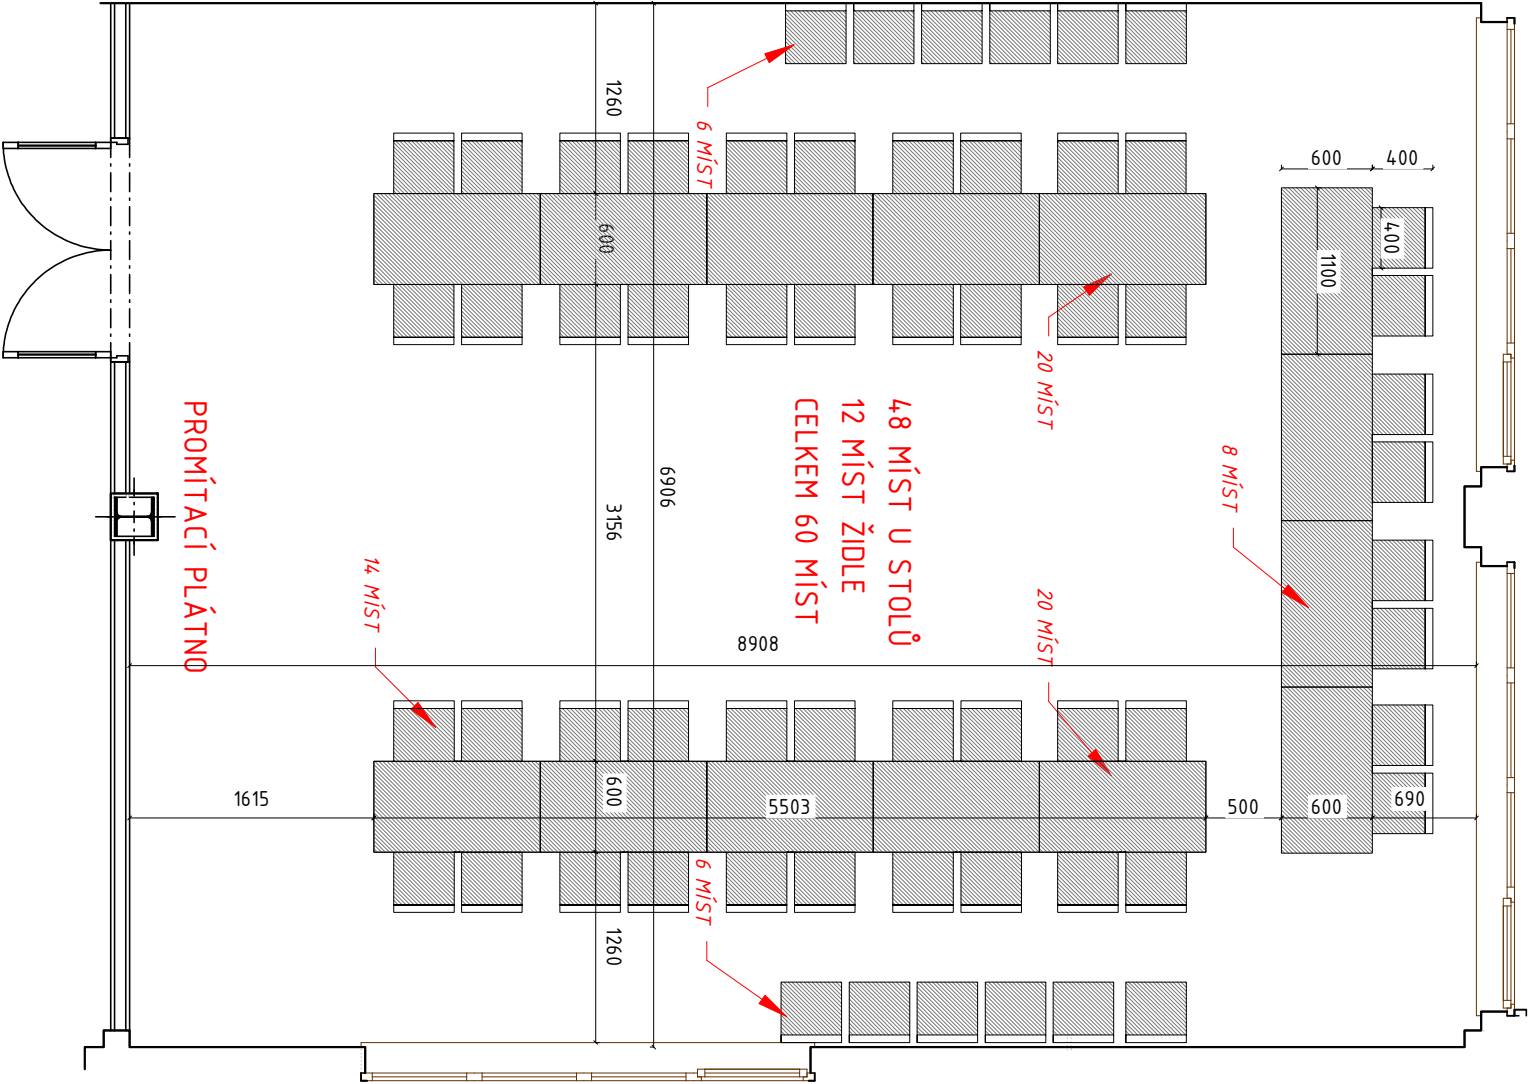 6 MÍST
1260
600
600
400
400
1100
20 MÍST
48 MÍST U STOLŮ
12 MÍST ŽIDLE
CELKEM 60 MÍST
PROMÍTACÍ PLÁTNO
6906
3156
8 MÍST
14 MÍST
20 MÍST
8908
1615
600
5503
500
600
690
6 MÍST
1260